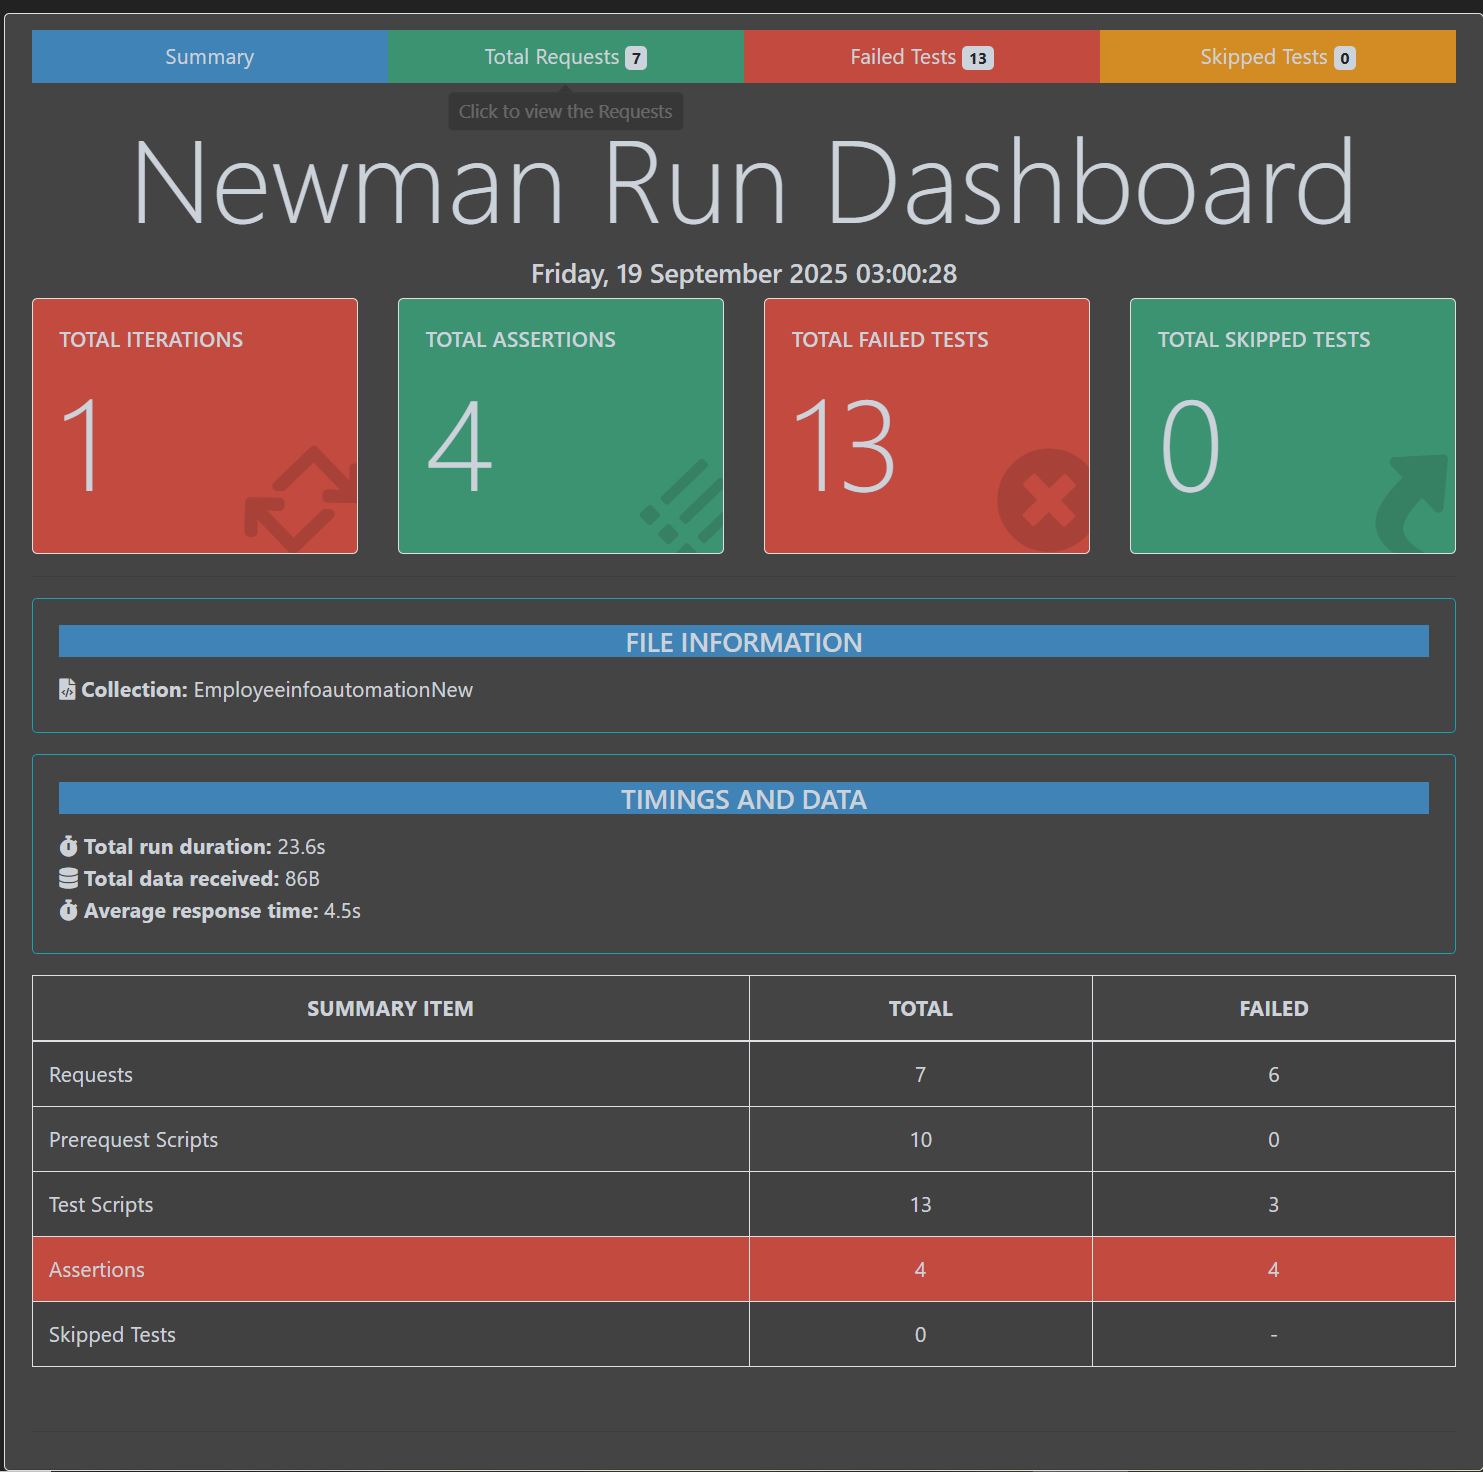 Summary Total Requests 7 Failed Tests 13 Skipped Tests 0
Click to view the Requests
Newman Run Dashboard
Friday, 19 September 2025 03:00:28
TOTAL ITERATIONS
1
TOTAL ASSERTIONS
4
TOTAL FAILED TESTS
13
TOTAL SKIPPED TESTS
0
FILE INFORMATION
Collection: EmployeeinfoautomationNew
TIMINGS AND DATA
Total run duration: 23.6s
Total data received: 86B
Average response time: 4.5s
SUMMARY ITEM TOTAL FAILED
Requests 7 6
Prerequest Scripts 10 0
Test Scripts 13 3
Assertions 4 4
Skipped Tests 0 -